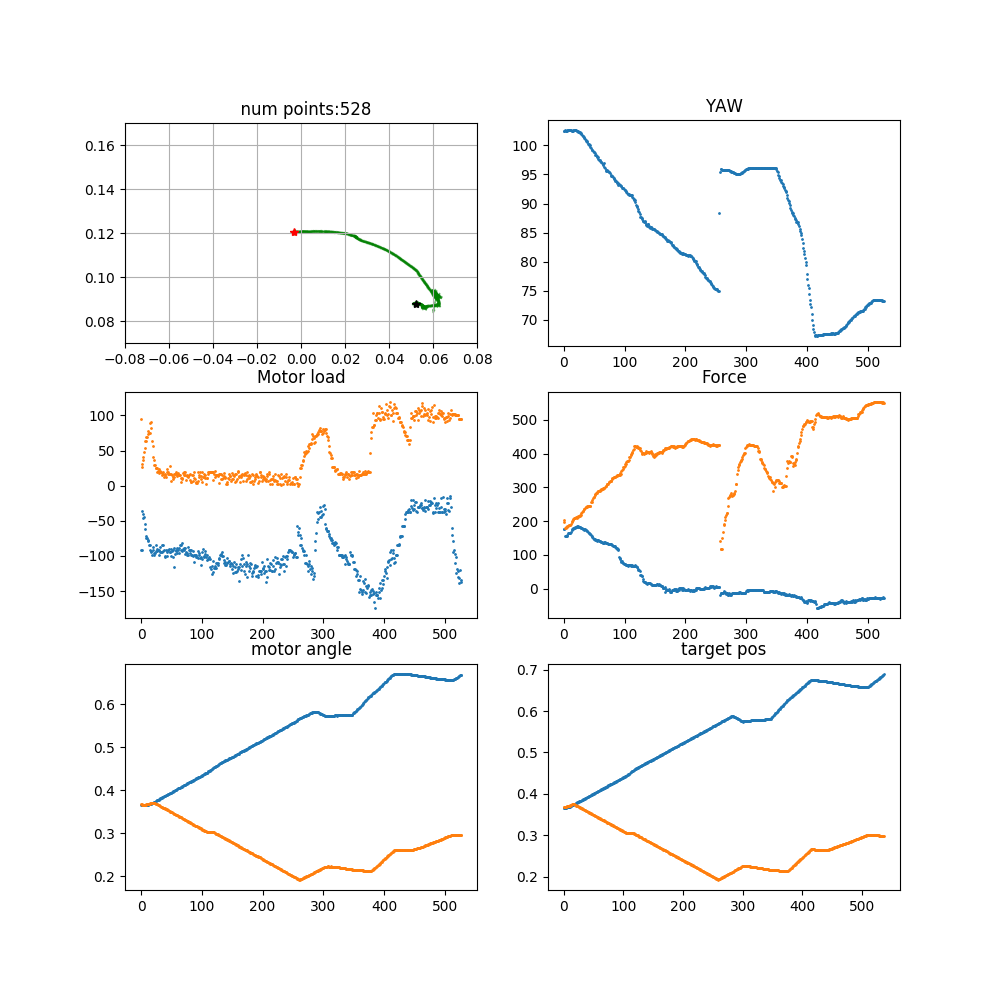 num points:528
YAW
0.16
0.14
0.12
0.10
0.08
−0.08 −0.06 −0.04 −0.02 0.00 0.02 0.04 0.06 0.08
100
95
90
85
80
75
70
0 100 200 300 400 500
Motor load
Force
100
50
0
−50
−100
−150
0 100 200 300 400 500
500
400
300
200
100
0
0 100 200 300 400 500
motor angle
target pos
0.6
0.5
0.4
0.3
0.2
0 100 200 300 400 500
0.7
0.6
0.5
0.4
0.3
0.2
0 100 200 300 400 500